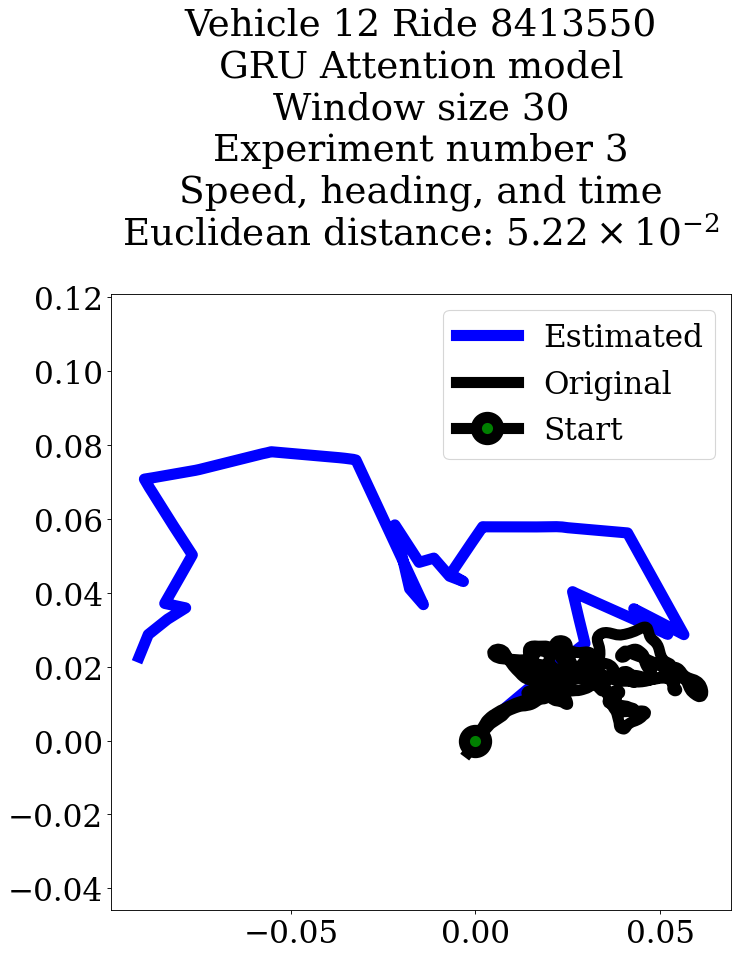 Vehicle 12 Ride 8413550
GRU Attention model
Window size 30
Experiment number 3
Speed, heading, and time
Euclidean distance: 5.22 × 10⁻²
Estimated
Original
Start
0.12
0.10
0.08
0.06
0.04
0.02
0.00
−0.02
−0.04
−0.05
0.00
0.05